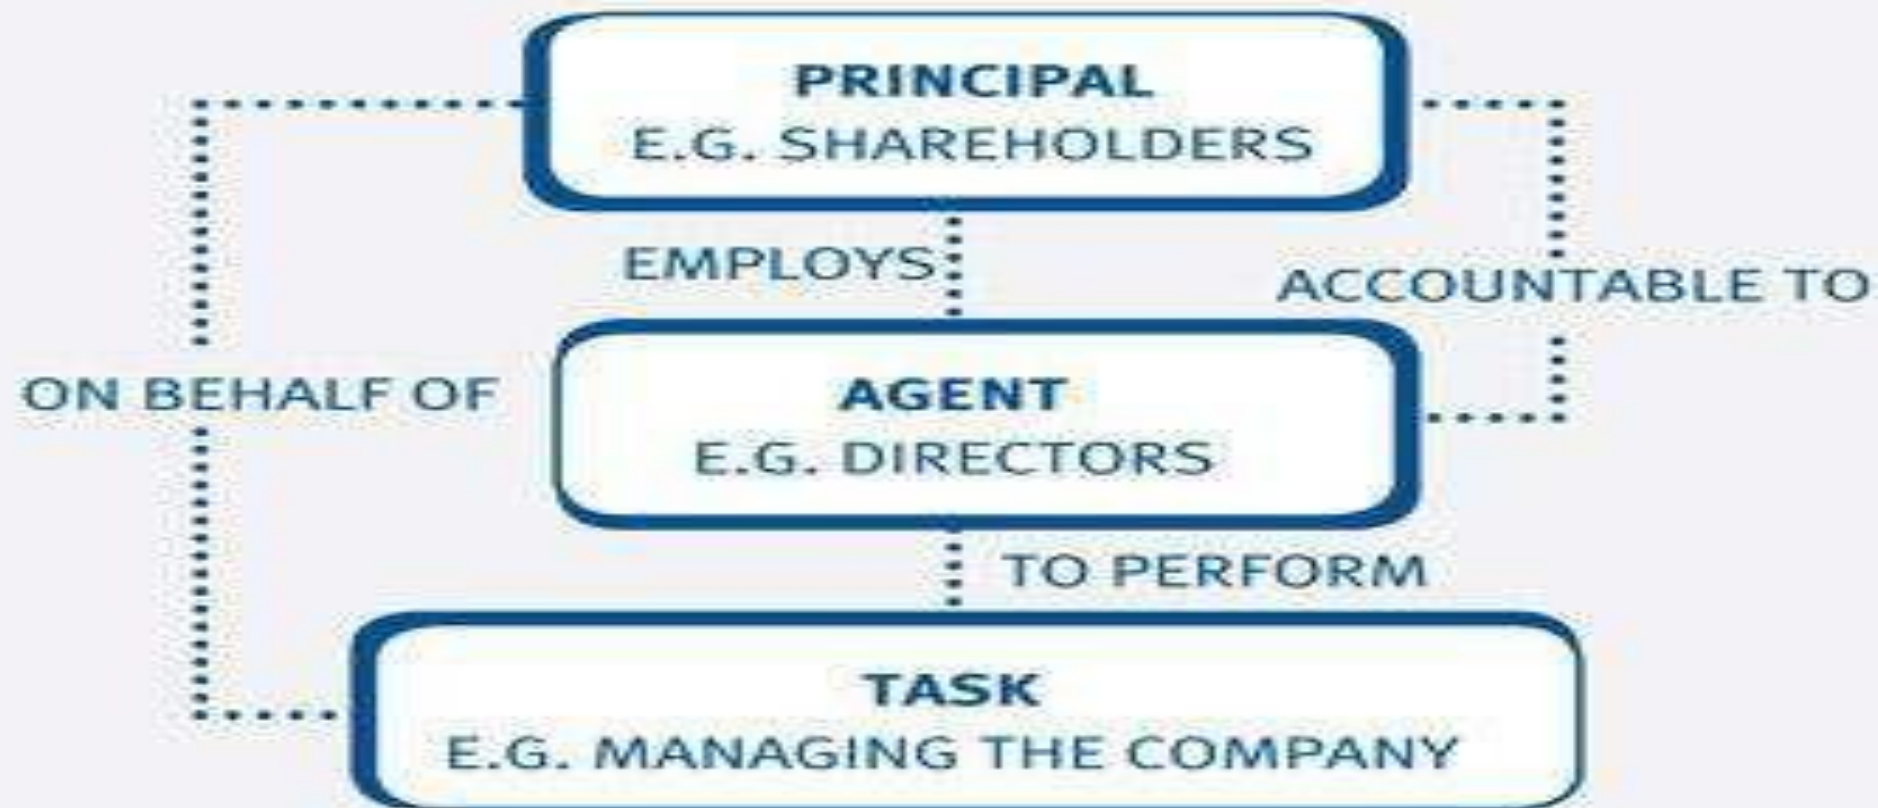 PRINCIPAL
E.G. SHAREHOLDERS
EMPLOYS
ACCOUNTABLE TO
ON BEHALF OF
AGENT
E.G. DIRECTORS
TO PERFORM
TASK
E.G. MANAGING THE COMPANY